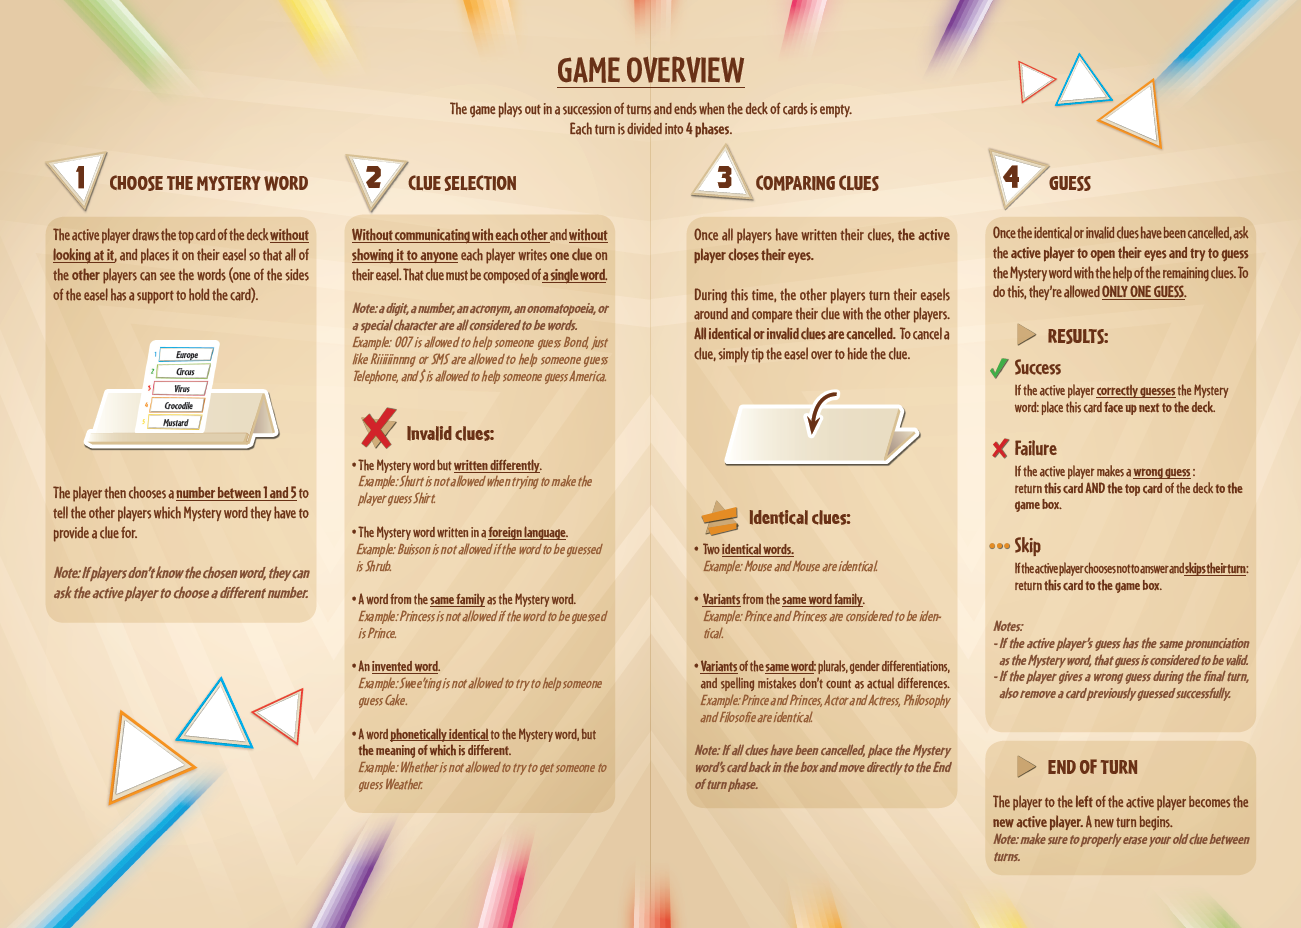 GAME OVERVIEW
The game plays out in a succession of turns and ends when the deck of cards is empty.
Each turn is divided into 4 phases.
1
CHOOSE THE MYSTERY WORD
The active player draws the top card of the deck without
looking at it, and places it on their easel so that all of
the other players can see the words (one of the sides
of the easel has a support to hold the card).
1 Europe
2 Circus
3 Virus
4 Crocodile
5 Mustard
The player then chooses a number between 1 and 5 to
tell the other players which Mystery word they have to
provide a clue for.
Note: If players don't know the chosen word, they can
ask the active player to choose a different number.
2
CLUE SELECTION
Without communicating with each other and without
showing it to anyone each player writes one clue on
their easel. That clue must be composed of a single word.
Note: a digit, a number, an acronym, an onomatopoeia, or
a special character are all considered to be words.
Example: 007 is allowed to help someone guess Bond, just
like Riiiiiinnng or SMS are allowed to help someone guess
Telephone, and $ is allowed to help someone guess America.
Invalid clues:
• The Mystery word but written differently.
Example: Shurt is not allowed when trying to make the
player guess Shirt.
• The Mystery word written in a foreign language.
Example: Buisson is not allowed if the word to be guessed
is Shrub.
• A word from the same family as the Mystery word.
Example: Princess is not allowed if the word to be guessed
is Prince.
• An invented word.
Example: Swee'ting is not allowed to try to help someone
guess Cake.
• A word phonetically identical to the Mystery word, but
the meaning of which is different.
Example: Whether is not allowed to try to get someone to
guess Weather.
3
COMPARING CLUES
Once all players have written their clues, the active
player closes their eyes.
During this time, the other players turn their easels
around and compare their clue with the other players.
All identical or invalid clues are cancelled. To cancel a
clue, simply tip the easel over to hide the clue.
Identical clues:
• Two identical words.
Example: Mouse and Mouse are identical.
• Variants from the same word family.
Example: Prince and Princess are considered to be iden-
tical.
• Variants of the same word: plurals, gender differentiations,
and spelling mistakes don't count as actual differences.
Example: Prince and Princes, Actor and Actress, Philosophy
and Filosofie are identical.
Note: If all clues have been cancelled, place the Mystery
word's card back in the box and move directly to the End
of turn phase.
4
GUESS
Once the identical or invalid clues have been cancelled, ask
the active player to open their eyes and try to guess
the Mystery word with the help of the remaining clues. To
do this, they're allowed ONLY ONE GUESS.
RESULTS:
Success
If the active player correctly guesses the Mystery
word: place this card face up next to the deck.
Failure
If the active player makes a wrong guess :
return this card AND the top card of the deck to the
game box.
Skip
If the active player chooses not to answer and skips their turn:
return this card to the game box.
Notes:
- If the active player's guess has the same pronunciation
as the Mystery word, that guess is considered to be valid.
- If the player gives a wrong guess during the final turn,
also remove a card previously guessed successfully.
END OF TURN
The player to the left of the active player becomes the
new active player. A new turn begins.
Note: make sure to properly erase your old clue between
turns.